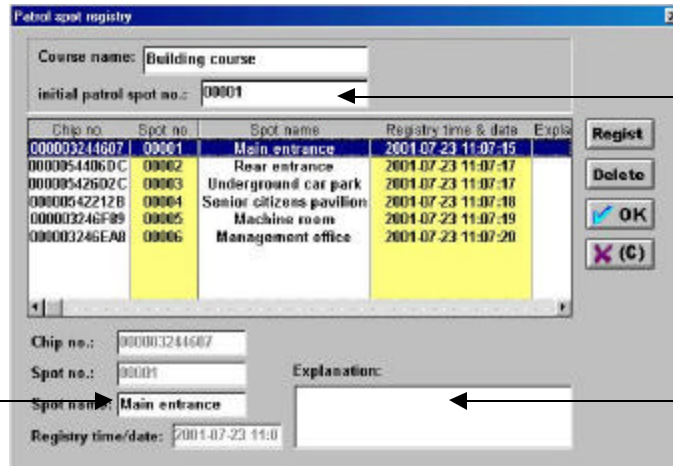 Patrol spot registry
Course name: Building course
initial patrol spot no.: 00001
Chip no. Spot no. Spot name Registry time & date Expla
000003244607 00001 Main entrance 2001-07-23 11:07:15
0000054406DC 00002 Rear entrance 2001-07-23 11:07:17
00000542602C 00003 Underground car park 2001-07-23 11:07:17
00000542212B 00004 Senior citizens pavilion 2001-07-23 11:07:18
000003246F89 00005 Machine room 2001-07-23 11:07:19
000003246EA8 00006 Management office 2001-07-23 11:07:20
Regist
Delete
OK
(C)
Chip no.: 000003244607
Spot no.: 00001
Spot name: Main entrance
Registry time/date: 2001-07-23 11:0
Explanation: